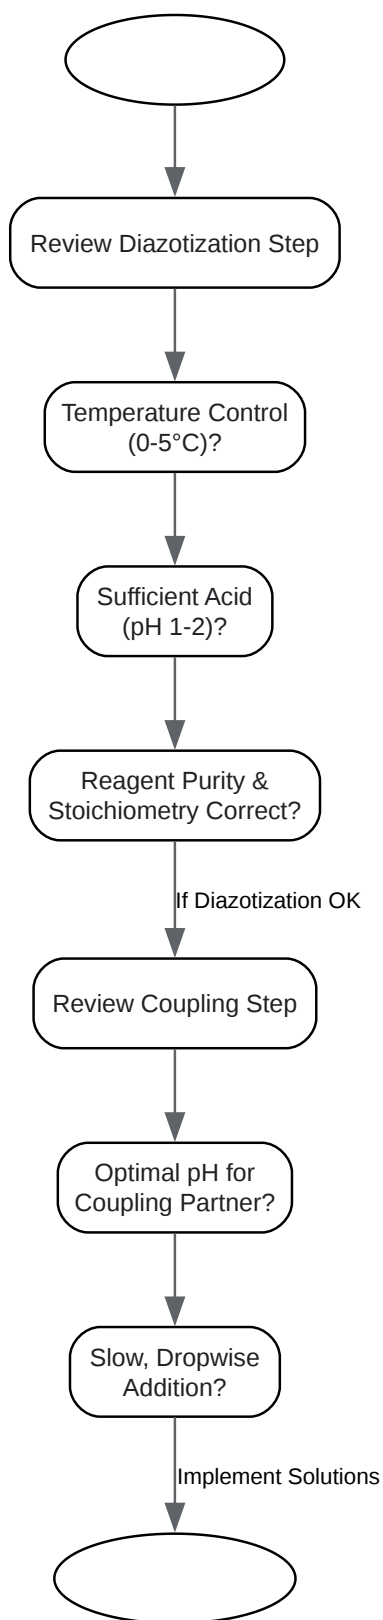 Review Diazotization Step
Temperature Control
(0-5°C)?
Sufficient Acid
(pH 1-2)?
Reagent Purity &
Stoichiometry Correct?
If Diazotization OK
Review Coupling Step
Optimal pH for
Coupling Partner?
Slow, Dropwise
Addition?
Implement Solutions